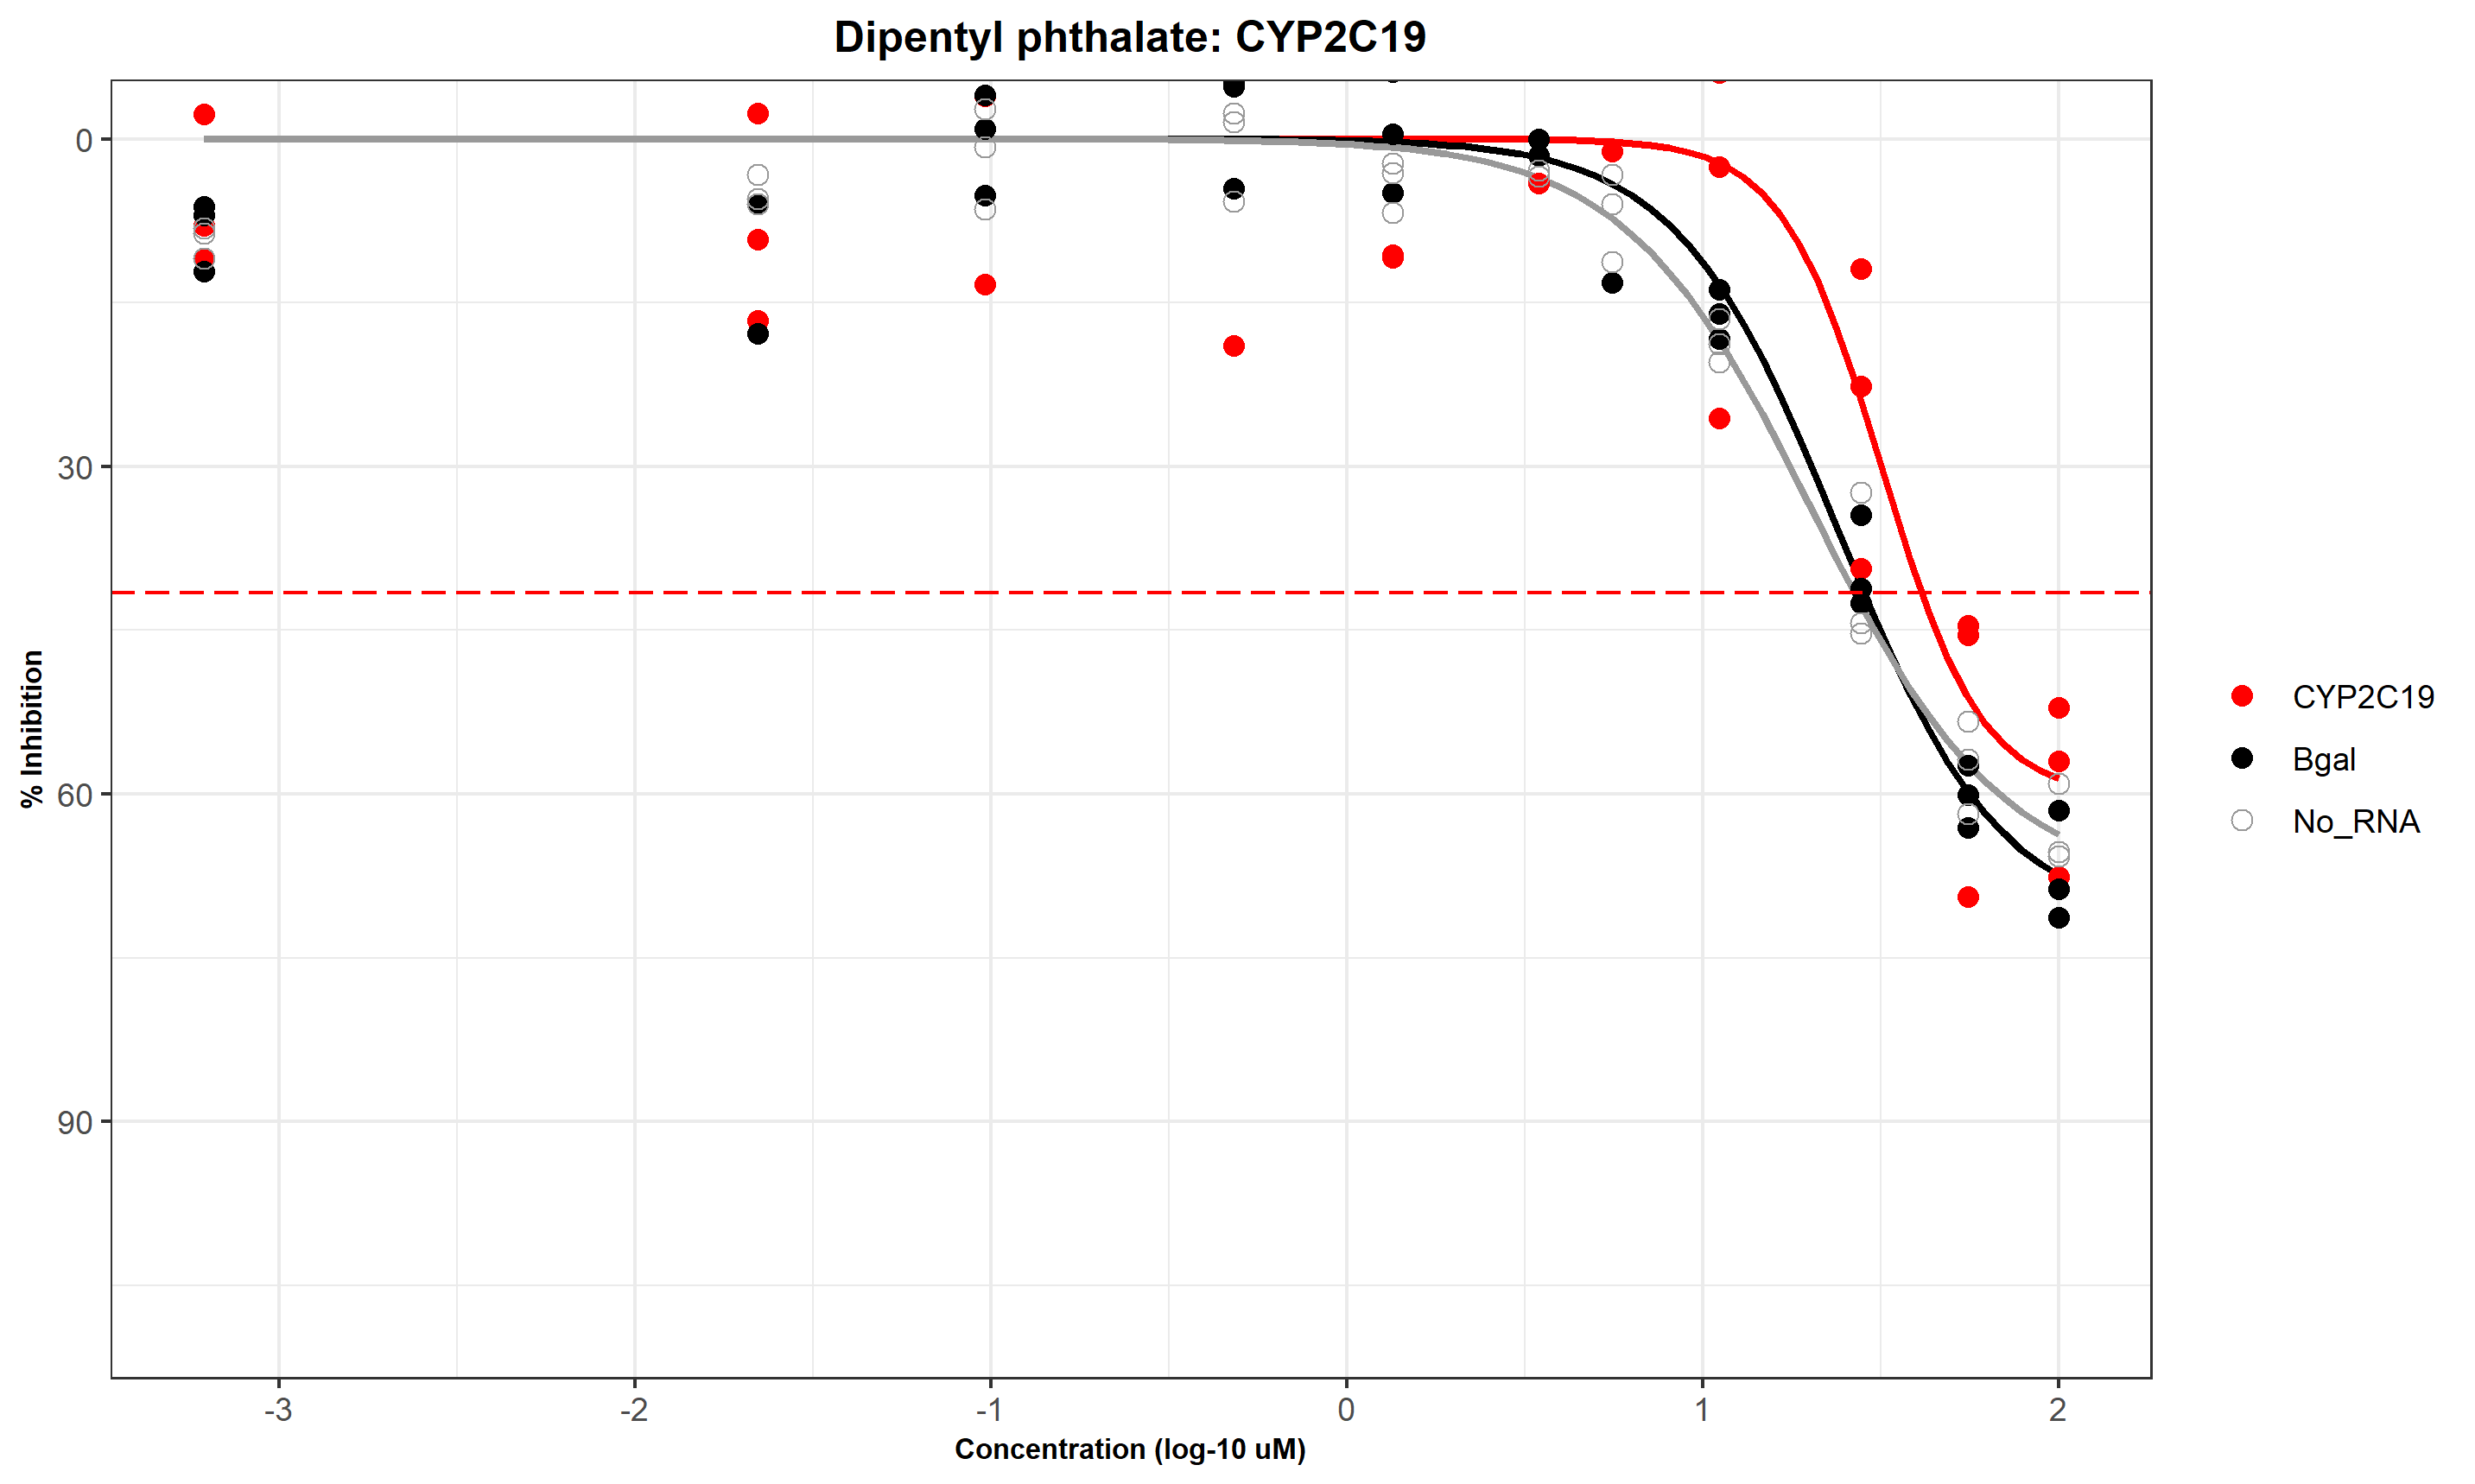 Dipentyl phthalate: CYP2C19
% Inhibition
0
30
60
90
-3
-2
-1
0
1
2
Concentration (log-10 uM)
CYP2C19
Bgal
No_RNA